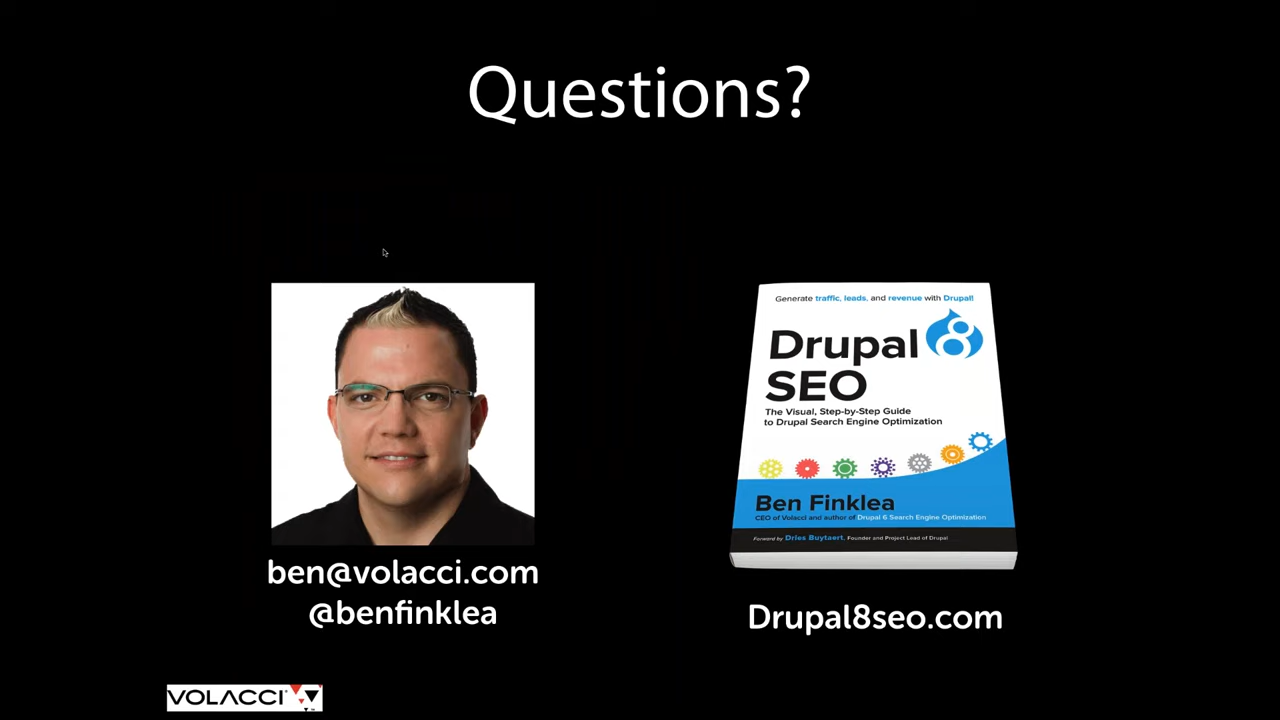 Questions?
Generate traffic, leads, and revenue with Drupal!
Drupal 8
SEO
The Visual, Step-by-Step Guide
to Drupal Search Engine Optimization
Ben Finklea
CEO of Volacci and author of Drupal 6 Search Engine Optimization
Forward by Dries Buytaert, Founder and Project Lead of Drupal
ben@volacci.com
@benfinklea
Drupal8seo.com
VOLACCI